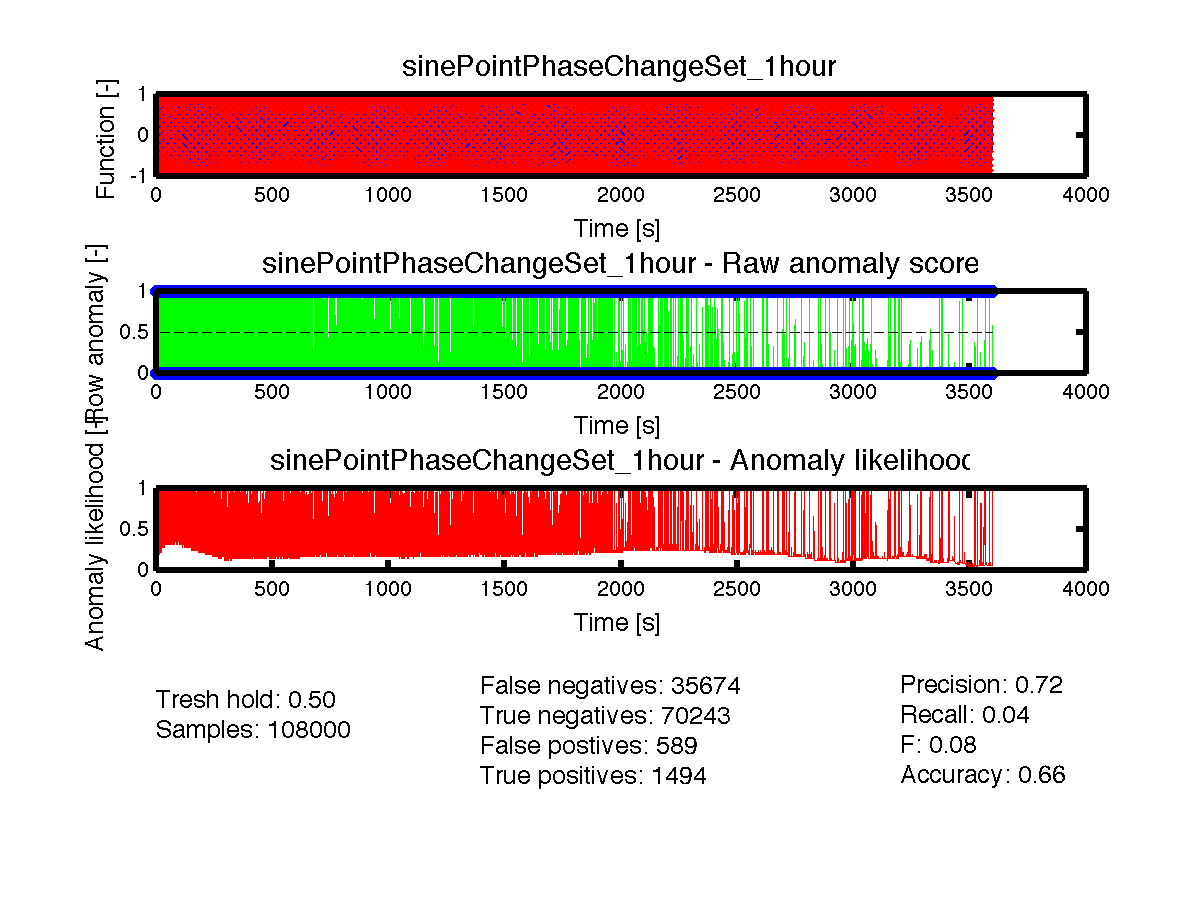 sinePointPhaseChangeSet_1hour
Function [-]
1
0
-1
0 500 1000 1500 2000 2500 3000 3500 4000
Time [s]
sinePointPhaseChangeSet_1hour - Raw anomaly score
Row anomaly [-]
1
0.5
0
0 500 1000 1500 2000 2500 3000 3500 4000
Time [s]
sinePointPhaseChangeSet_1hour - Anomaly likelihood
Anomaly likelihood [-]
1
0.5
0
0 500 1000 1500 2000 2500 3000 3500 4000
Time [s]
Tresh hold: 0.50
Samples: 108000
False negatives: 35674
True negatives: 70243
False postives: 589
True positives: 1494
Precision: 0.72
Recall: 0.04
F: 0.08
Accuracy: 0.66